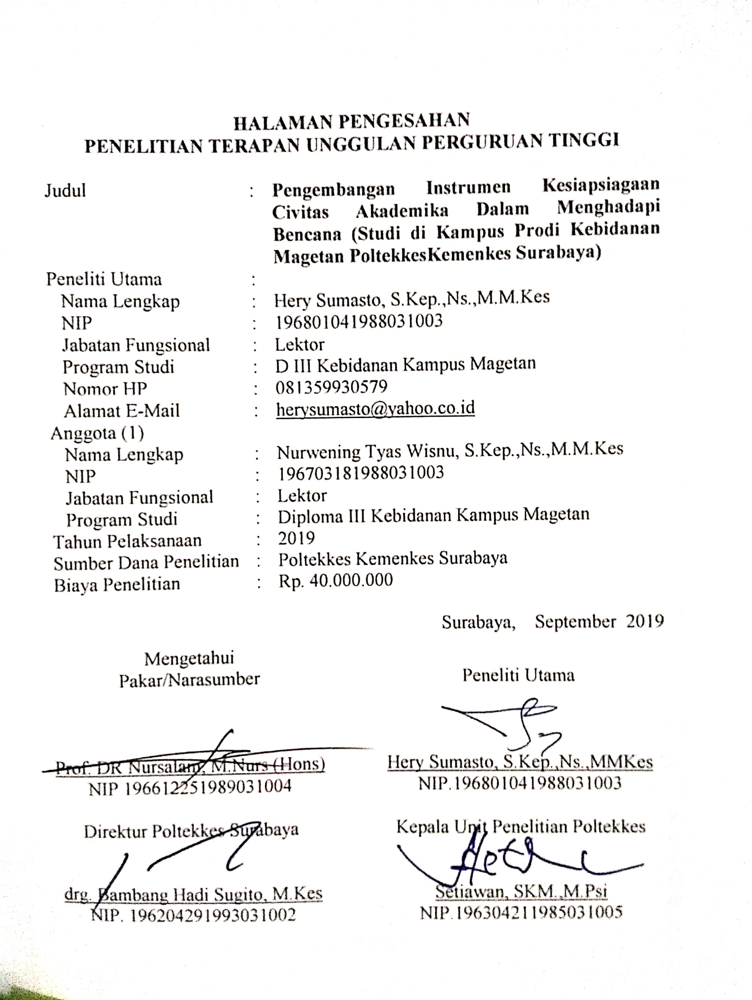 HALAMAN PENGESAHAN
PENELITIAN TERAPAN UNGGULAN PERGURUAN TINGGI
Judul : Pengembangan Instrumen Kesiapsiagaan
Civitas Akademika Dalam Menghadapi
Bencana (Studi di Kampus Prodi Kebidanan
Magetan PoltekkesKemenkes Surabaya)
Peneliti Utama :
Nama Lengkap : Hery Sumasto, S.Kep.,Ns.,M.M.Kes
NIP : 196801041988031003
Jabatan Fungsional : Lektor
Program Studi : D III Kebidanan Kampus Magetan
Nomor HP : 081359930579
Alamat E-Mail : herysumasto@yahoo.co.id
Anggota (1)
Nama Lengkap : Nurwening Tyas Wisnu, S.Kep.,Ns.,M.M.Kes
NIP : 196703181988031003
Jabatan Fungsional : Lektor
Program Studi : Diploma III Kebidanan Kampus Magetan
Tahun Pelaksanaan : 2019
Sumber Dana Penelitian : Poltekkes Kemenkes Surabaya
Biaya Penelitian : Rp. 40.000.000
Surabaya, September 2019
Mengetahui
Pakar/Narasumber
Peneliti Utama
Prof. DR Nursalam, M.Nurs (Hons)
NIP 196612251989031004
Hery Sumasto, S.Kep.,Ns.,MMKes
NIP.196801041988031003
Direktur Poltekkes Surabaya
Kepala Unit Penelitian Poltekkes
drg. Bambang Hadi Sugito, M.Kes
NIP. 196204291993031002
Setiawan, SKM.,M.Psi
NIP.196304211985031005